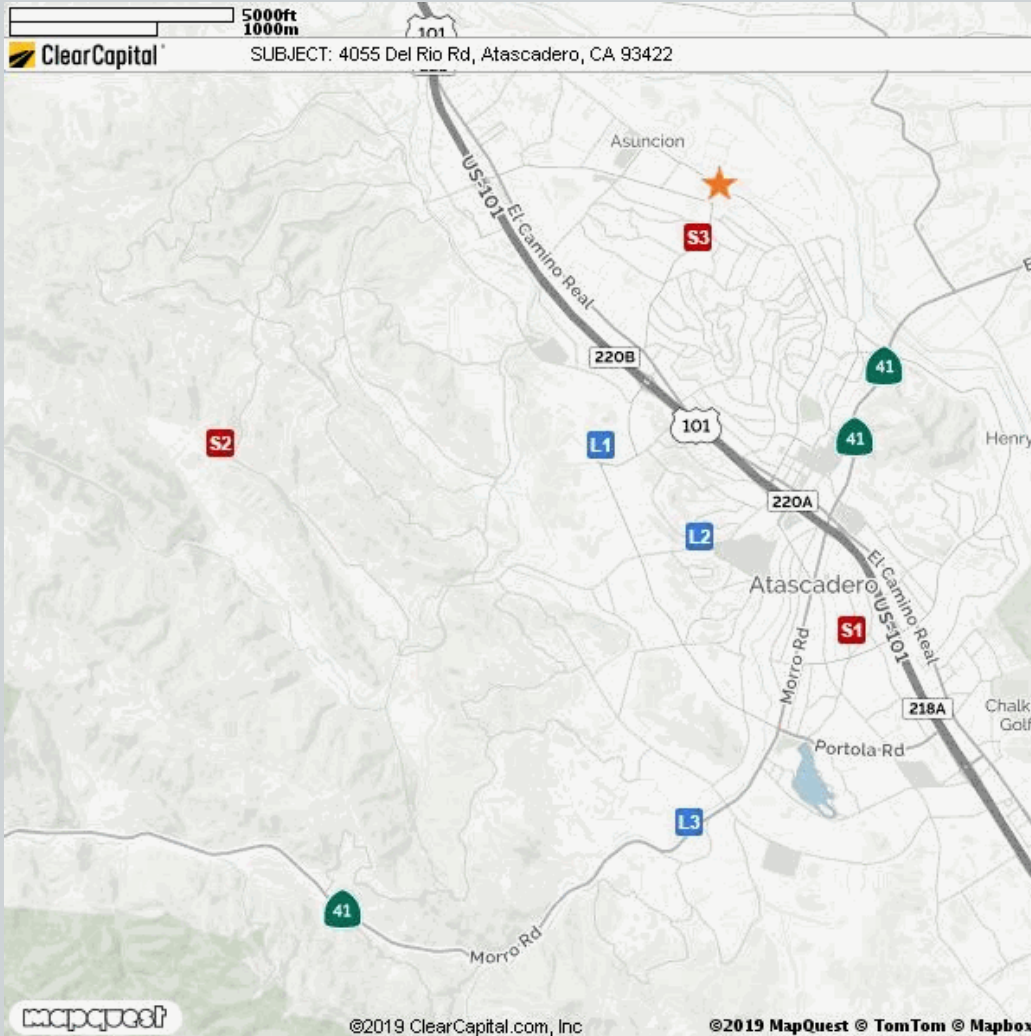 5000ft
1000m
101
ClearCapital
SUBJECT: 4055 Del Rio Rd, Atascadero, CA 93422
Asuncion
US-101
El Camino Real
S3
220B
41
101
41
S2
L1
Henry
220A
L2
Atascadero
El Camino Real
US-101
S1
Morro Rd
218A
Chalk
Golf
Portola Rd
L3
41
Morro Rd
mapquest
©2019 ClearCapital.com, Inc
©2019 MapQuest © TomTom © Mapbox